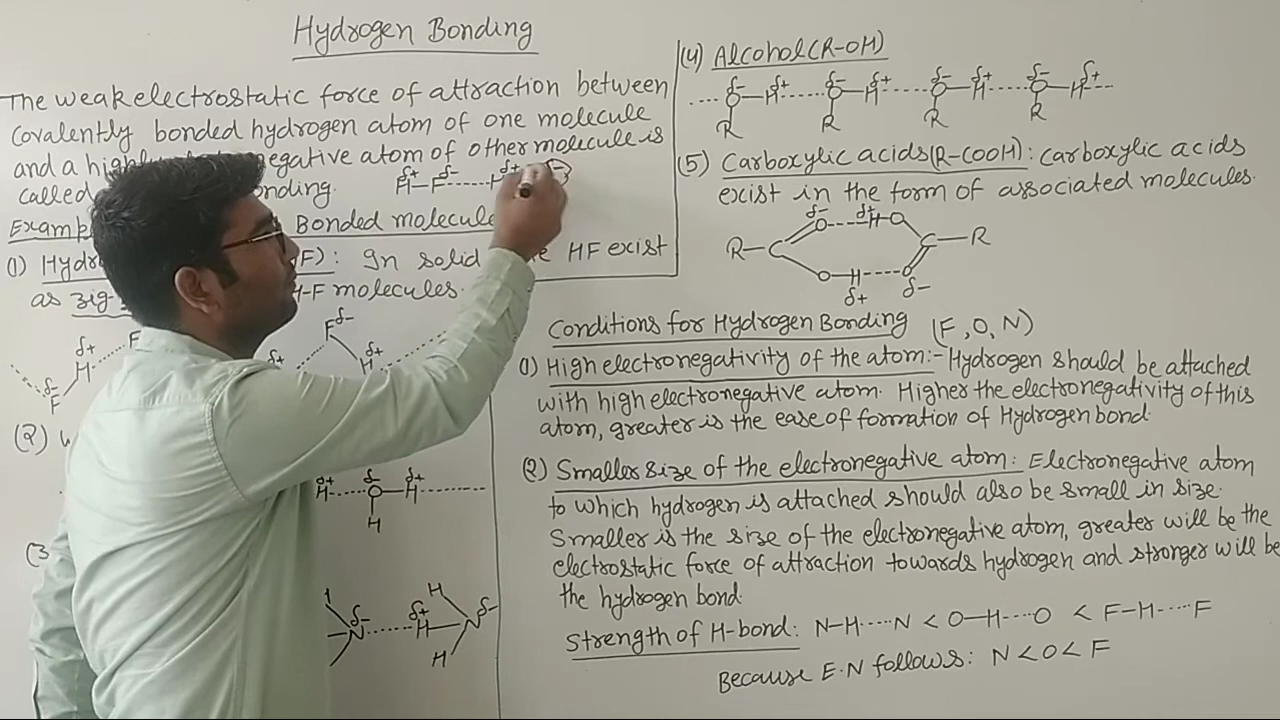 Hydrogen Bonding
The weak electrostatic force of attraction between
covalently bonded hydrogen atom of one molecule
and a highly egative atom of other molecule is
called onding.
δ+ δ- δ+ δ-
H–F------H
Examp Bonded molecule
(1) Hydr (F): In solid HF exist
as zig- H-F molecules.
δ+ F
H
δ-
F
δ-
F
δ+ δ+
H
(2)
δ+ δ- δ+
H-----O–H------
H
(3
H
δ- δ+ δ-
N------H–N
H
(4) Alcohol(R-OH)
δ- δ+ δ- δ+ δ- δ+ δ- δ+
----O–H------O–H------O–H------O–H----
R R R R
(5) Carboxylic acids(R-COOH): carboxylic acids
exist in the form of associated molecules.
δ- δ+
O----H–O
R–C C–R
O–H----O
δ+ δ-
Conditions for Hydrogen Bonding (F, O, N)
(1) High electronegativity of the atom:- Hydrogen should be attached
with high electronegative atom. Higher the electronegativity of this
atom, greater is the ease of formation of Hydrogen bond.
(2) Smaller size of the electronegative atom: Electronegative atom
to which hydrogen is attached should also be small in size.
Smaller is the size of the electronegative atom, greater will be the
electrostatic force of attraction towards hydrogen and stronger will be
the hydrogen bond.
Strength of H-bond: N–H-----N < O–H----O < F–H-----F
Because E.N follows: N < O < F